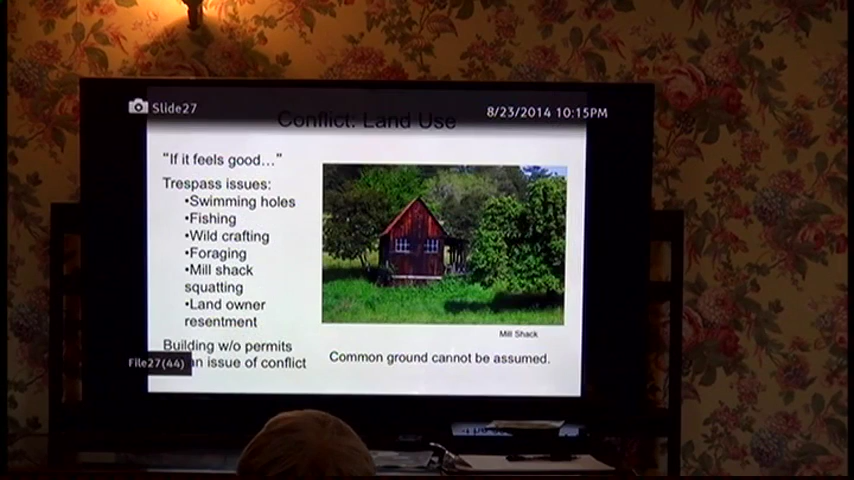 Slide27
8/23/2014 10:15PM
Conflict: Land Use
“If it feels good…”
Trespass issues:
•Swimming holes
•Fishing
•Wild crafting
•Foraging
•Mill shack
squatting
•Land owner
resentment
Building w/o permits
an issue of conflict
File27(44)
Mill Shack
Common ground cannot be assumed.